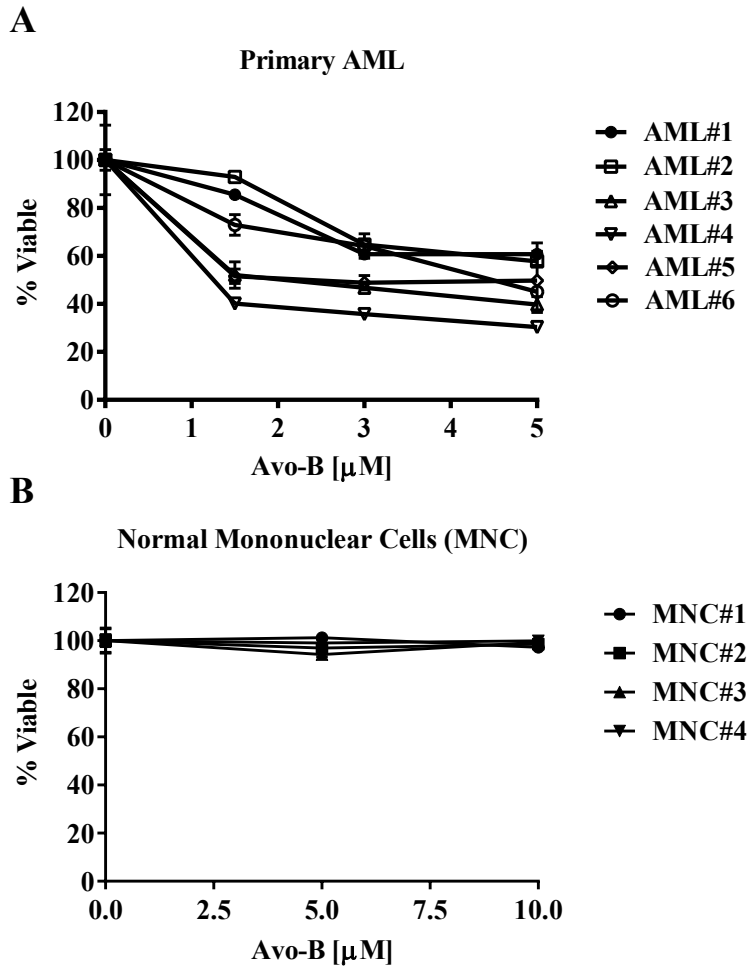 A
Primary AML
120
100
80
60
40
20
0
% Viable
0 1 2 3 4 5
Avo-B [μM]
AML#1
AML#2
AML#3
AML#4
AML#5
AML#6
B
Normal Mononuclear Cells (MNC)
120
100
80
60
40
20
0
% Viable
0.0 2.5 5.0 7.5 10.0
Avo-B [μM]
MNC#1
MNC#2
MNC#3
MNC#4